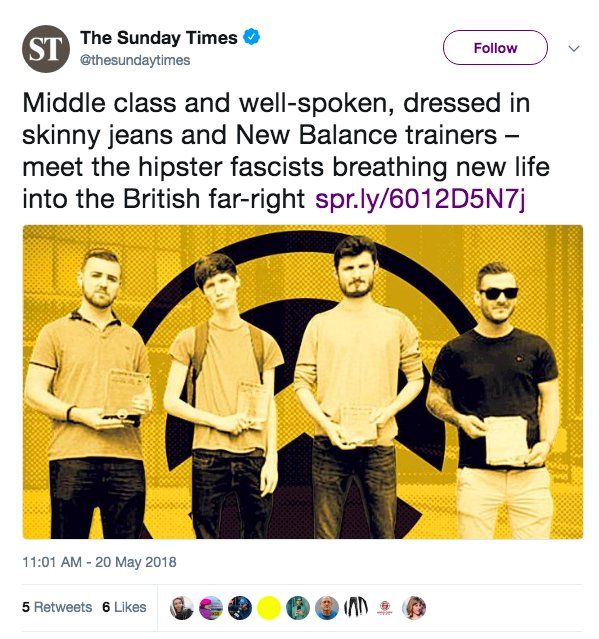 ST
The Sunday Times
@thesundaytimes
Follow
Middle class and well-spoken, dressed in
skinny jeans and New Balance trainers –
meet the hipster fascists breathing new life
into the British far-right spr.ly/6012D5N7j
11:01 AM - 20 May 2018
5 Retweets 6 Likes